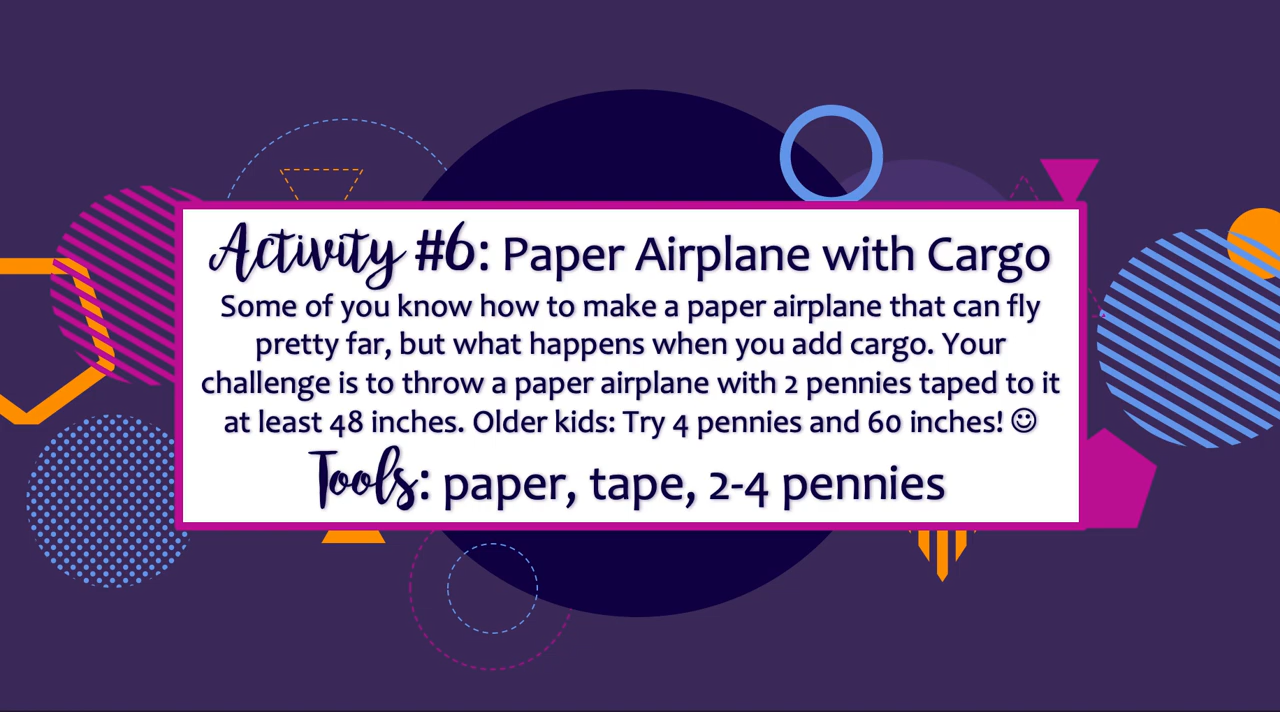 Activity #6: Paper Airplane with Cargo
Some of you know how to make a paper airplane that can fly
pretty far, but what happens when you add cargo. Your
challenge is to throw a paper airplane with 2 pennies taped to it
at least 48 inches. Older kids: Try 4 pennies and 60 inches! ☺
Tools: paper, tape, 2-4 pennies